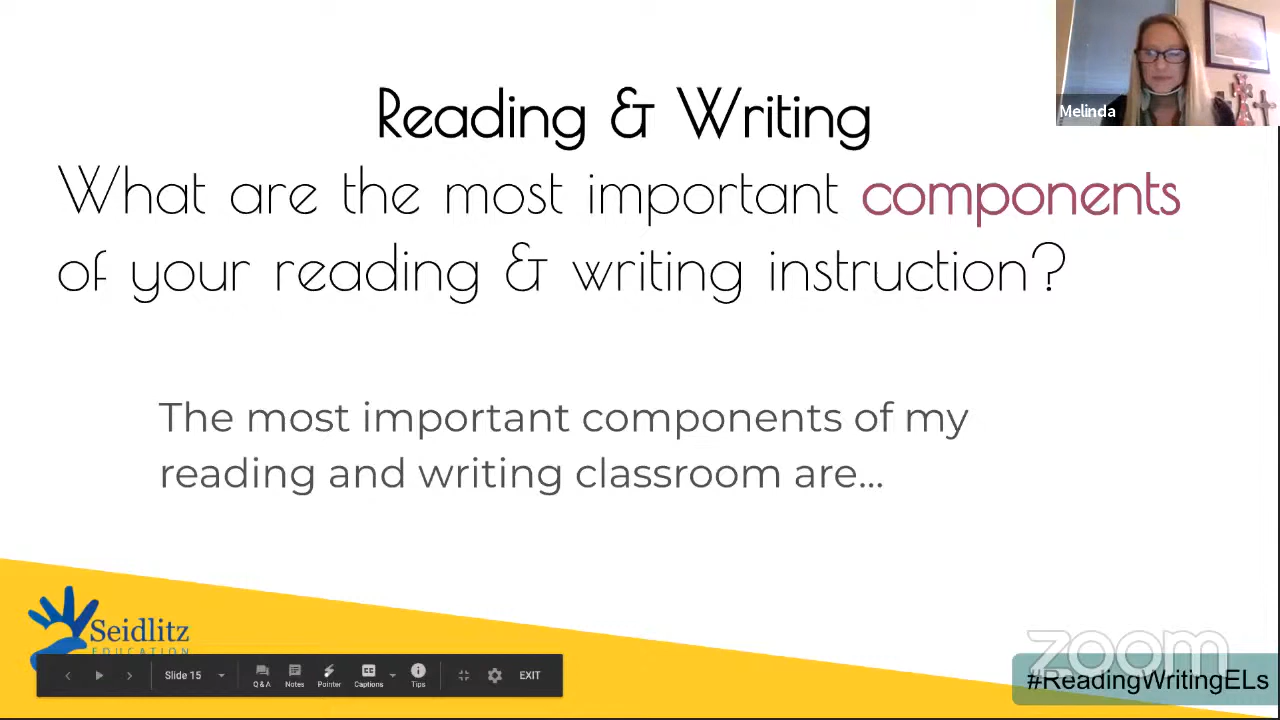 Melinda
Reading & Writing
What are the most important components
of your reading & writing instruction?
The most important components of my
reading and writing classroom are...
Seidlitz
EDUCATION
Slide 15
Q&A
Notes
Pointer
Captions
Tips
EXIT
zoom
#ReadingWritingELs